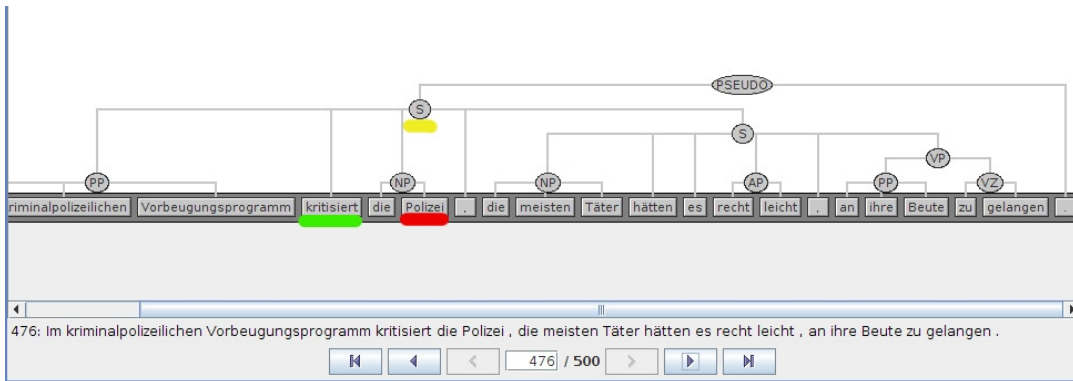 PSEUDO
S
S
VP
PP NP NP AP PP VZ
riminalpolizeilichen Vorbeugungsprogramm kritisiert die Polizei , die meisten Täter hätten es recht leicht , an ihre Beute zu gelangen .
476: Im kriminalpolizeilichen Vorbeugungsprogramm kritisiert die Polizei , die meisten Täter hätten es recht leicht , an ihre Beute zu gelangen .
476 / 500